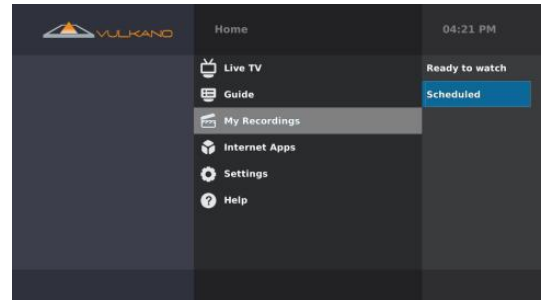 VULKANO
Home
04:21 PM
Live TV
Guide
My Recordings
Internet Apps
Settings
Help
Ready to watch
Scheduled